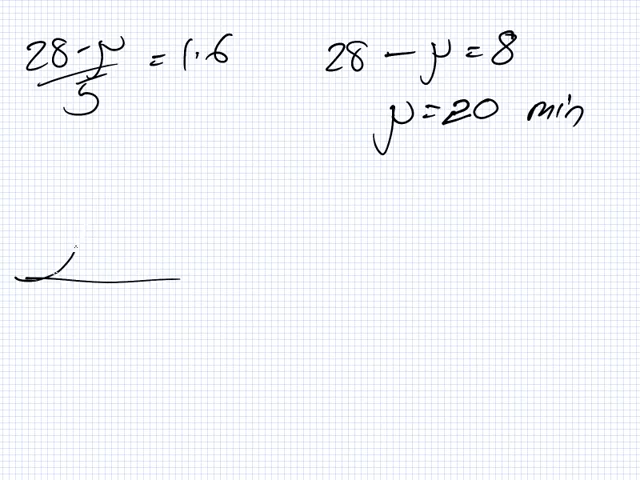 28 - μ / 5 = 1.6
28 - μ = 8
μ = 20 min